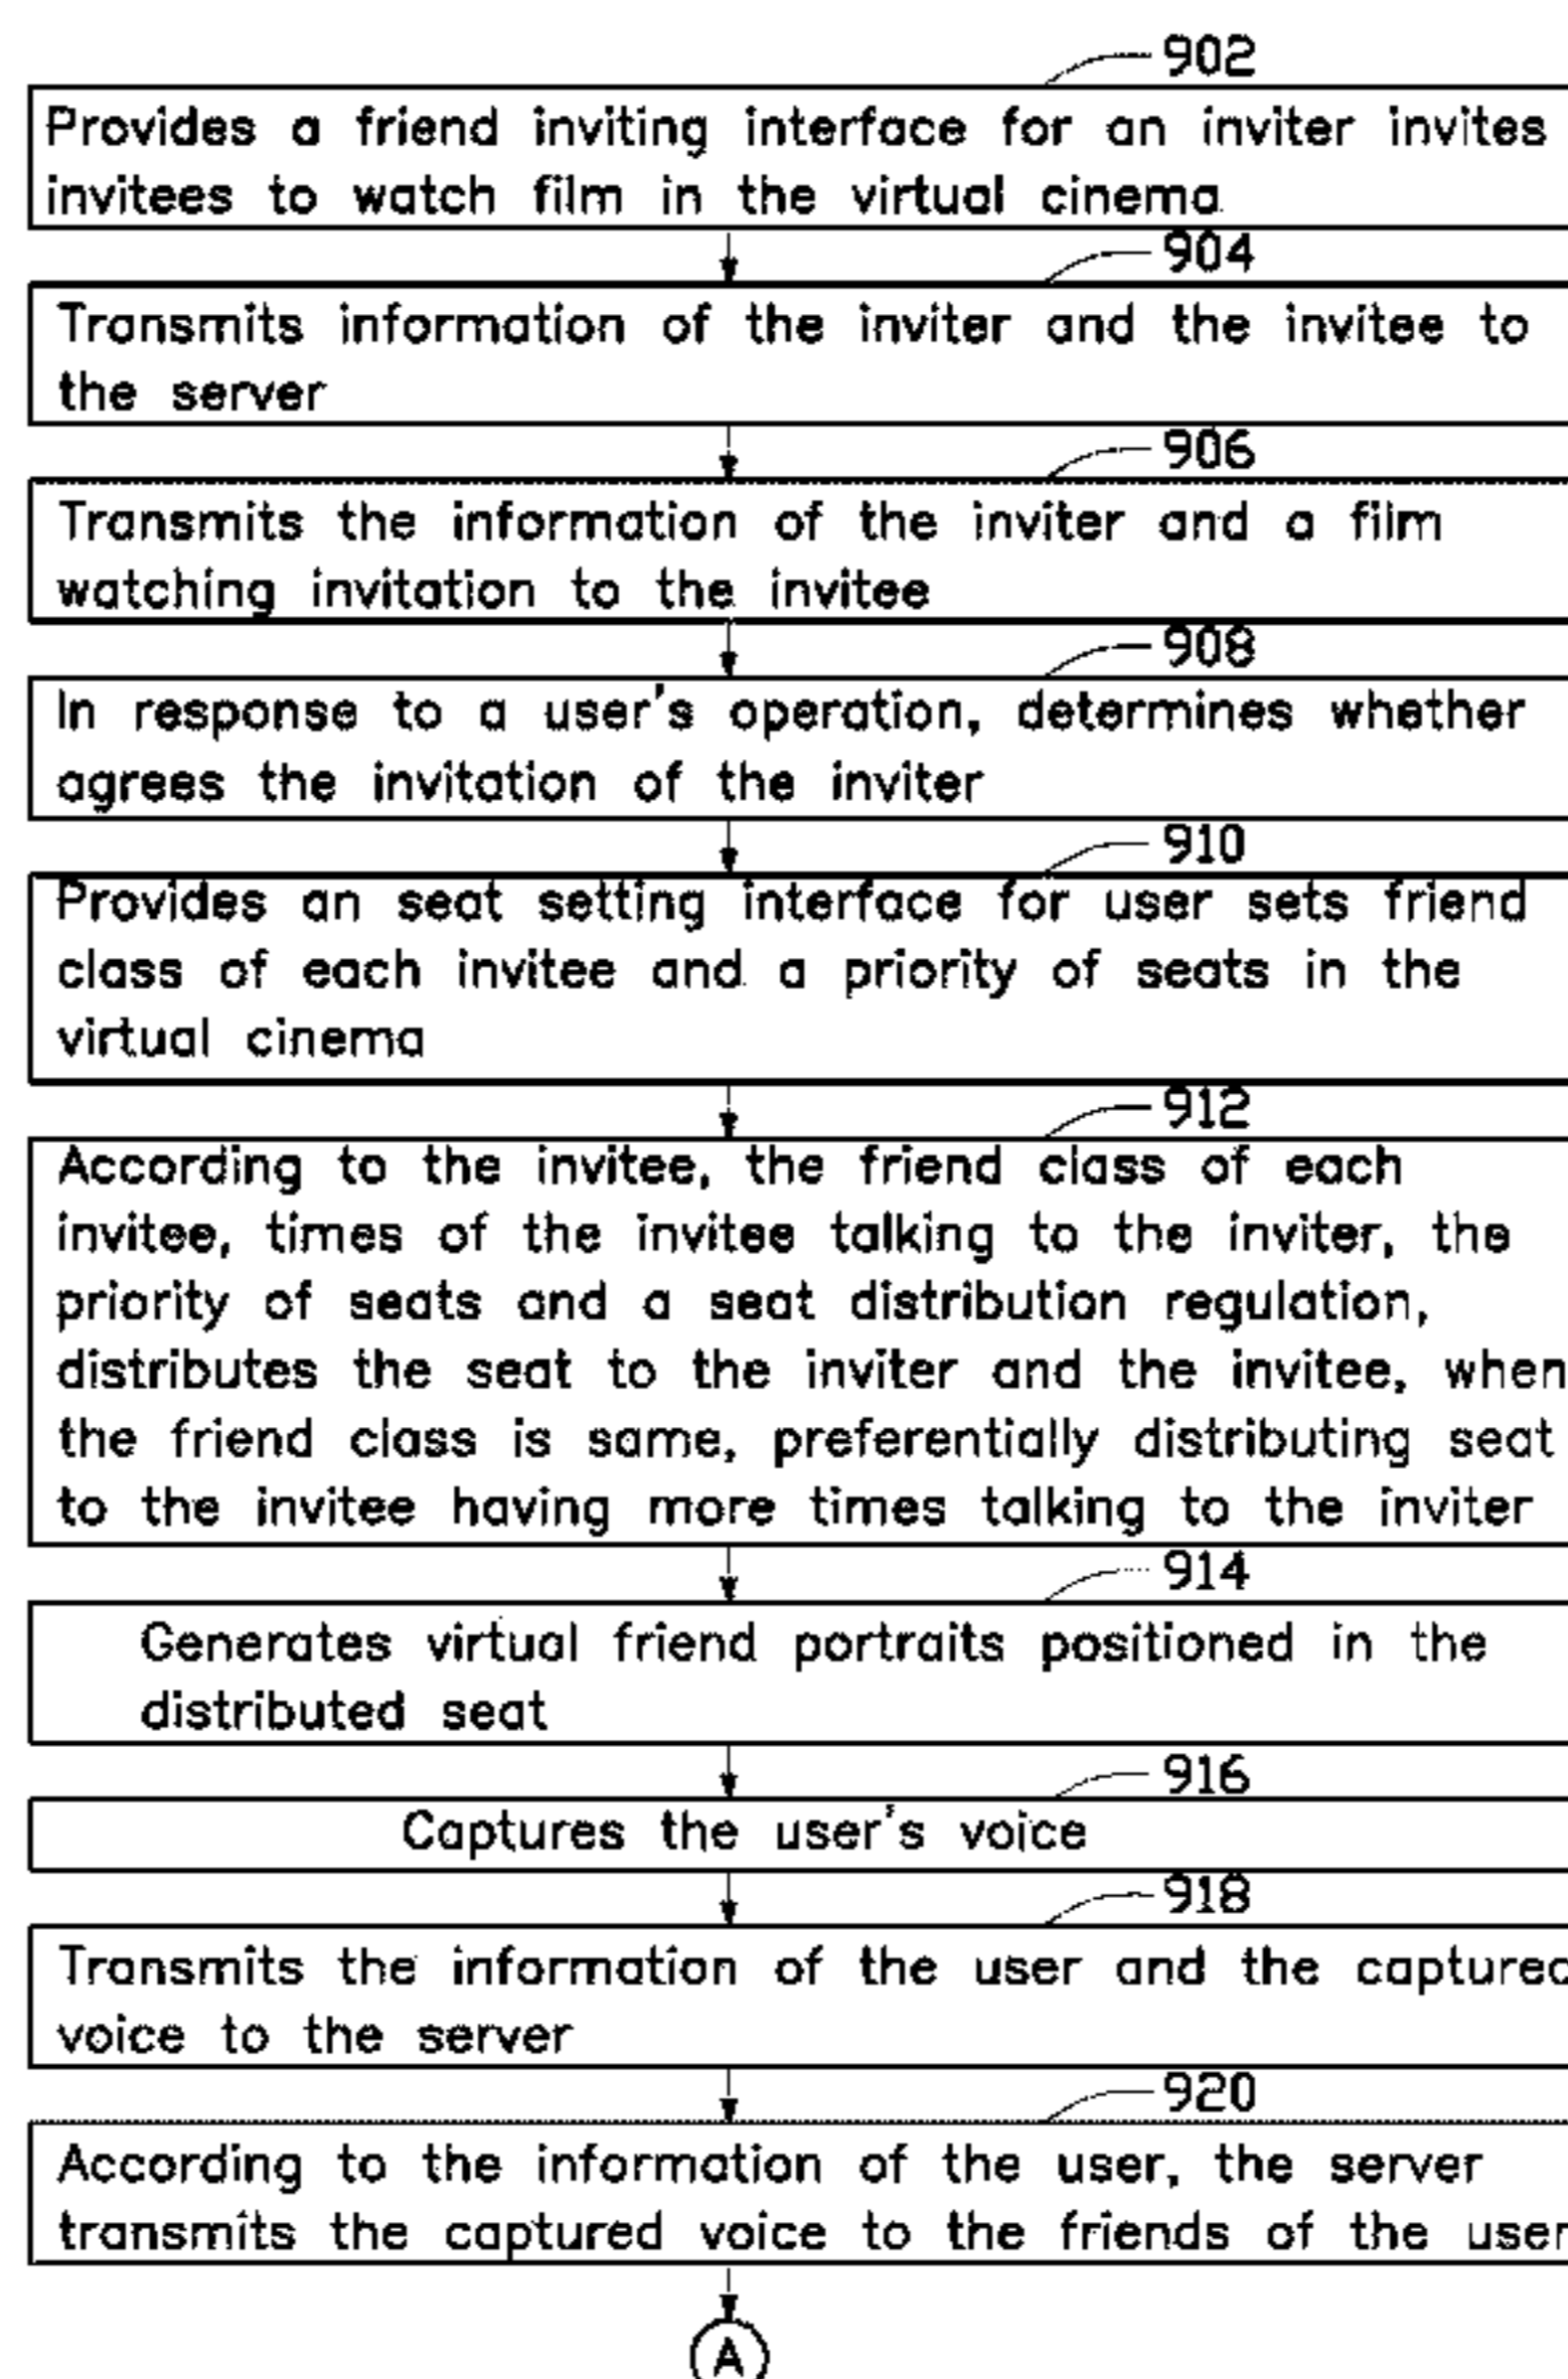 902
Provides a friend inviting interface for an inviter invites
invitees to watch film in the virtual cinema
904
Transmits information of the inviter and the invitee to
the server
906
Transmits the information of the inviter and a film
watching invitation to the invitee
908
In response to a user's operation, determines whether
agrees the invitation of the inviter
910
Provides an seat setting interface for user sets friend
class of each invitee and a priority of seats in the
virtual cinema
912
According to the invitee, the friend class of each
invitee, times of the invitee talking to the inviter, the
priority of seats and a seat distribution regulation,
distributes the seat to the inviter and the invitee, when
the friend class is same, preferentially distributing seat
to the invitee having more times talking to the inviter
914
Generates virtual friend portraits positioned in the
distributed seat
916
Captures the user's voice
918
Transmits the information of the user and the captured
voice to the server
920
According to the information of the user, the server
transmits the captured voice to the friends of the user
A